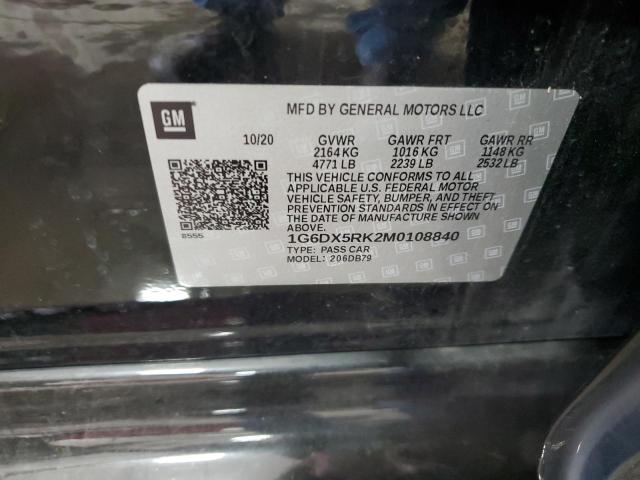 GM
MFD BY GENERAL MOTORS LLC
10/20 GVWR GAWR FRT GAWR RR
2164 KG 1016 KG 1148 KG
4771 LB 2239 LB 2532 LB
THIS VEHICLE CONFORMS TO ALL
APPLICABLE U.S. FEDERAL MOTOR
VEHICLE SAFETY, BUMPER, AND THEFT
PREVENTION STANDARDS IN EFFECT ON
THE DATE OF MANUFACTURE SHOWN
ABOVE.
8555
1G6DX5RK2M0108840
TYPE: PASS CAR
MODEL: 206DB79